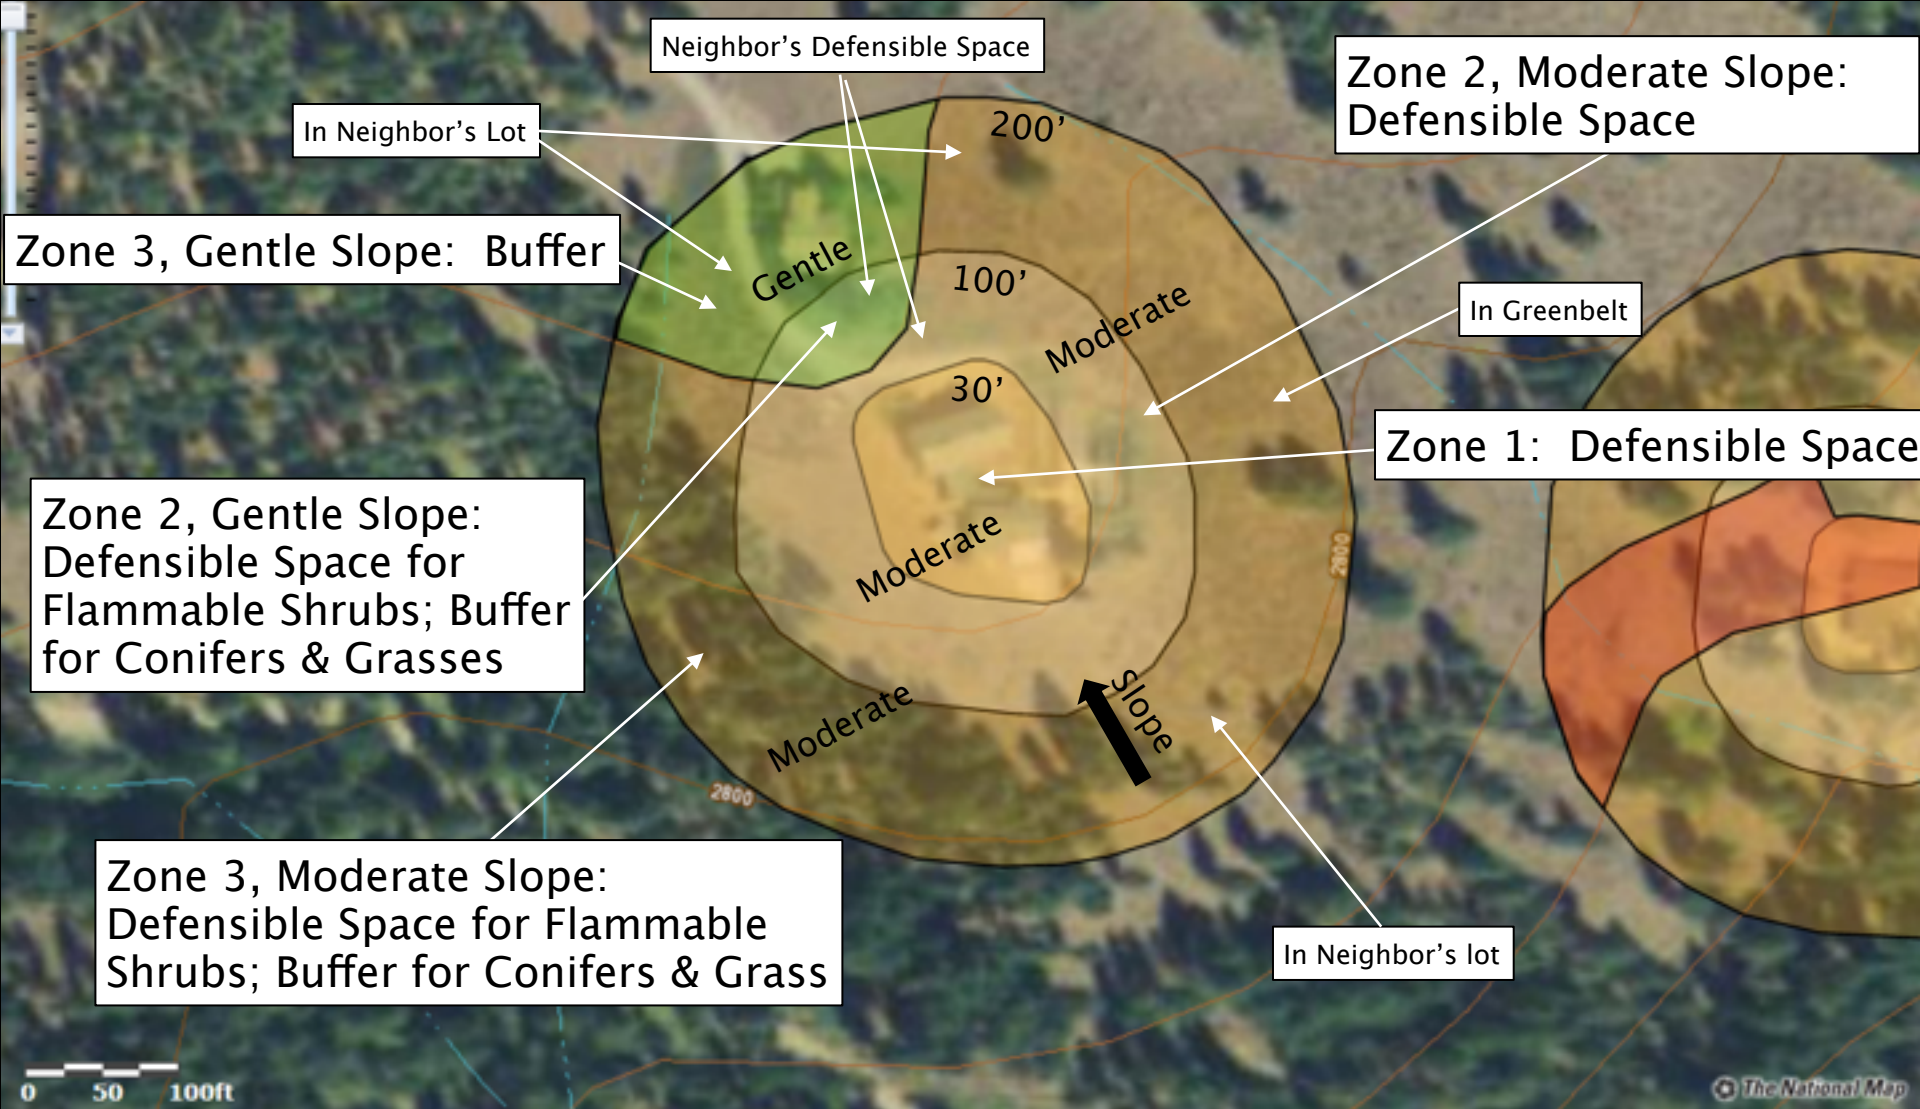 Neighbor’s Defensible Space
Zone 2, Moderate Slope:
Defensible Space
In Neighbor’s Lot
200’
Zone 3, Gentle Slope:  Buffer
Gentle
100’
Moderate
In Greenbelt
30’
Zone 1:  Defensible Space
Zone 2, Gentle Slope:
Defensible Space for
Flammable Shrubs; Buffer
for Conifers & Grasses
Moderate
2800
Slope
Moderate
2800
Zone 3, Moderate Slope:
Defensible Space for Flammable
Shrubs; Buffer for Conifers & Grass
In Neighbor’s lot
0 50 100ft
The National Map